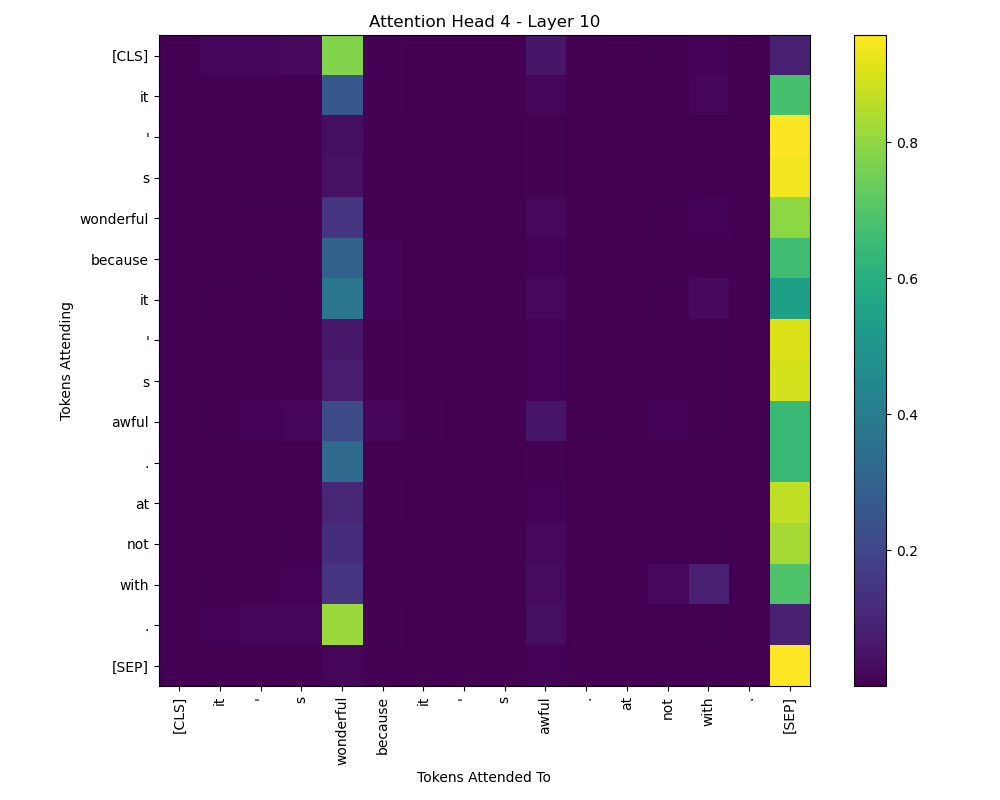 Attention Head 4 - Layer 10
[CLS]
it
'
s
wonderful
because
it
'
s
awful
.
at
not
with
.
[SEP]
Tokens Attending
[CLS]
it
'
s
wonderful
because
it
'
s
awful
.
at
not
with
.
[SEP]
Tokens Attended To
0.8
0.6
0.4
0.2